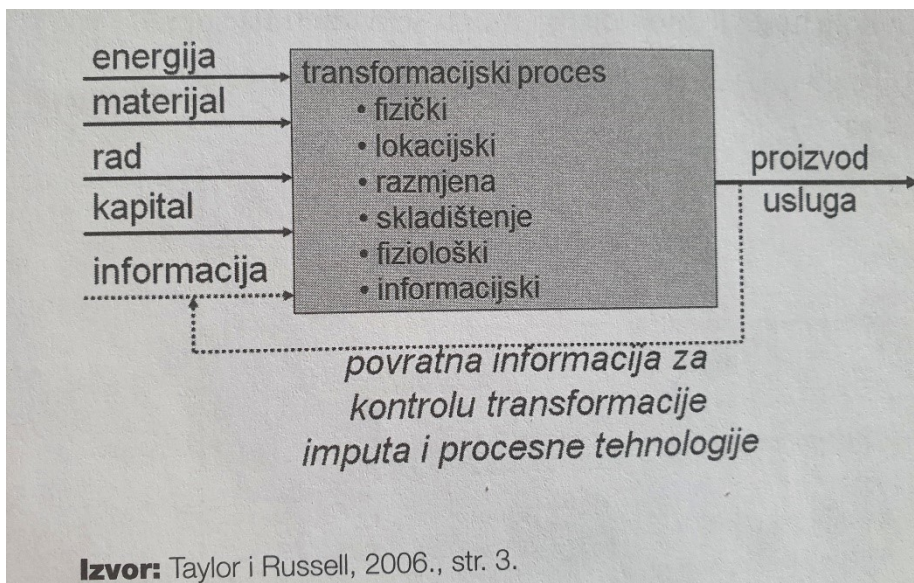 energija
materijal
rad
kapital
informacija
transformacijski proces
• fizički
• lokacijski
• razmjena
• skladištenje
• fiziološki
• informacijski
proizvod
usluga
povratna informacija za
kontrolu transformacije
imputa i procesne tehnologije
Izvor: Taylor i Russell, 2006., str. 3.